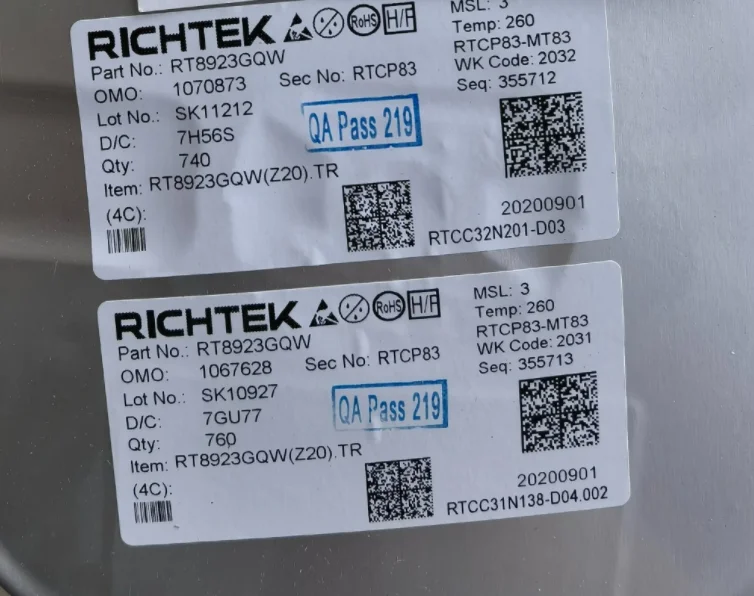 RICHTEK RoHS H/F
MSL: 3
Temp: 260
RTCP83-MT83
WK Code: 2032
Seq: 355712
Part No.: RT8923GQW
OMO: 1070873 Sec No: RTCP83
Lot No.: SK11212
D/C: 7H56S
QA Pass 219
Qty: 740
Item: RT8923GQW(Z20).TR
(4C):
20200901
RTCC32N201-D03
RICHTEK RoHS H/F
MSL: 3
Temp: 260
RTCP83-MT83
WK Code: 2031
Seq: 355713
Part No.: RT8923GQW
OMO: 1067628 Sec No: RTCP83
Lot No.: SK10927
D/C: 7GU77
QA Pass 219
Qty: 760
Item: RT8923GQW(Z20).TR
(4C):
20200901
RTCC31N138-D04.002